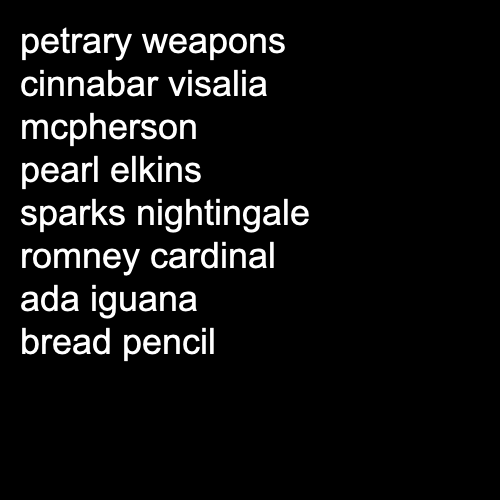 petrary weapons
cinnabar visalia
mcpherson
pearl elkins
sparks nightingale
romney cardinal
ada iguana
bread pencil